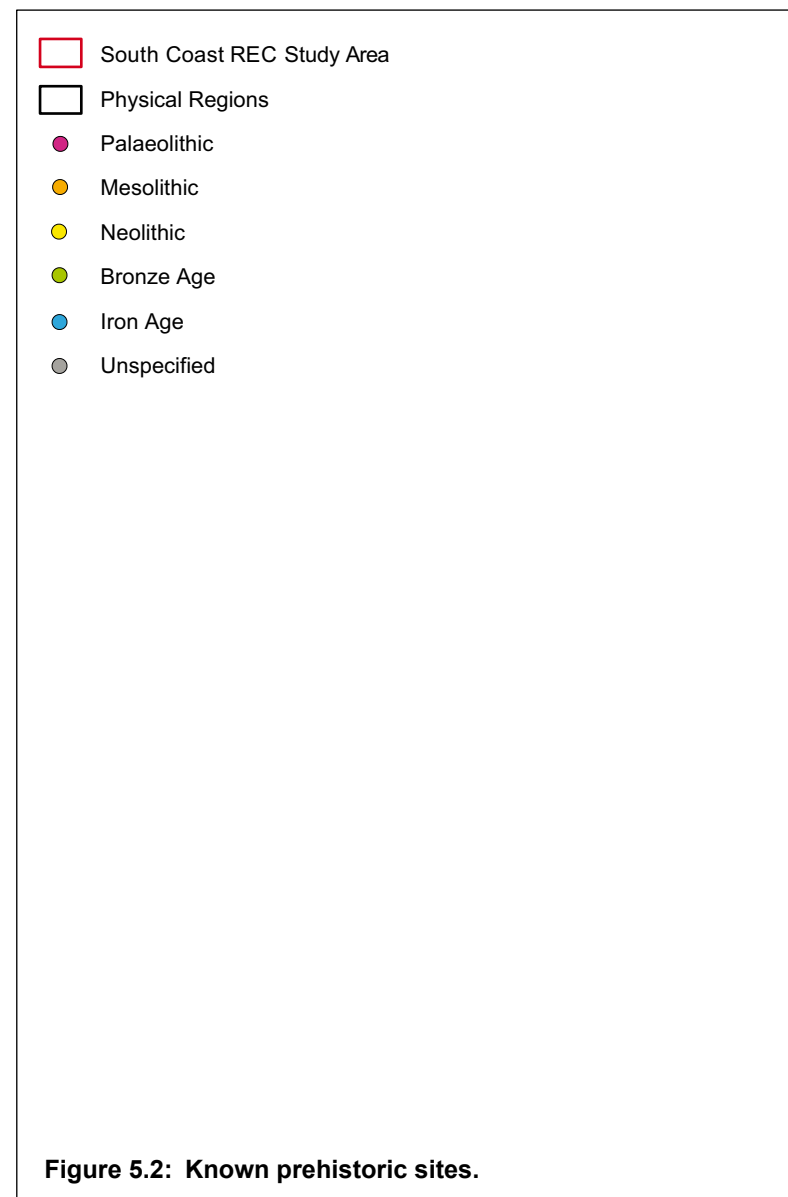 South Coast REC Study Area
Physical Regions
Palaeolithic
Mesolithic
Neolithic
Bronze Age
Iron Age
Unspecified
Figure 5.2: Known prehistoric sites.